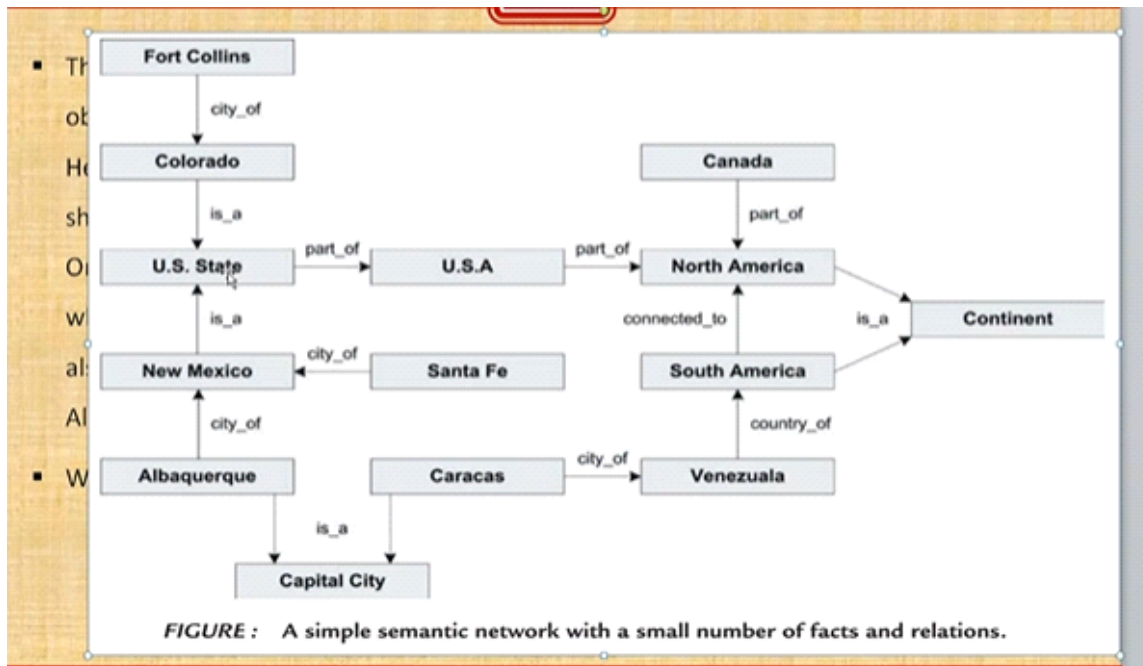 Fort Collins
city_of
Colorado
Canada
is_a
part_of
U.S. State
part_of
U.S.A
part_of
North America
is_a
connected_to
is_a
Continent
New Mexico
city_of
Santa Fe
South America
city_of
country_of
Albaquerque
Caracas
city_of
Venezuala
is_a
Capital City
FIGURE : A simple semantic network with a small number of facts and relations.